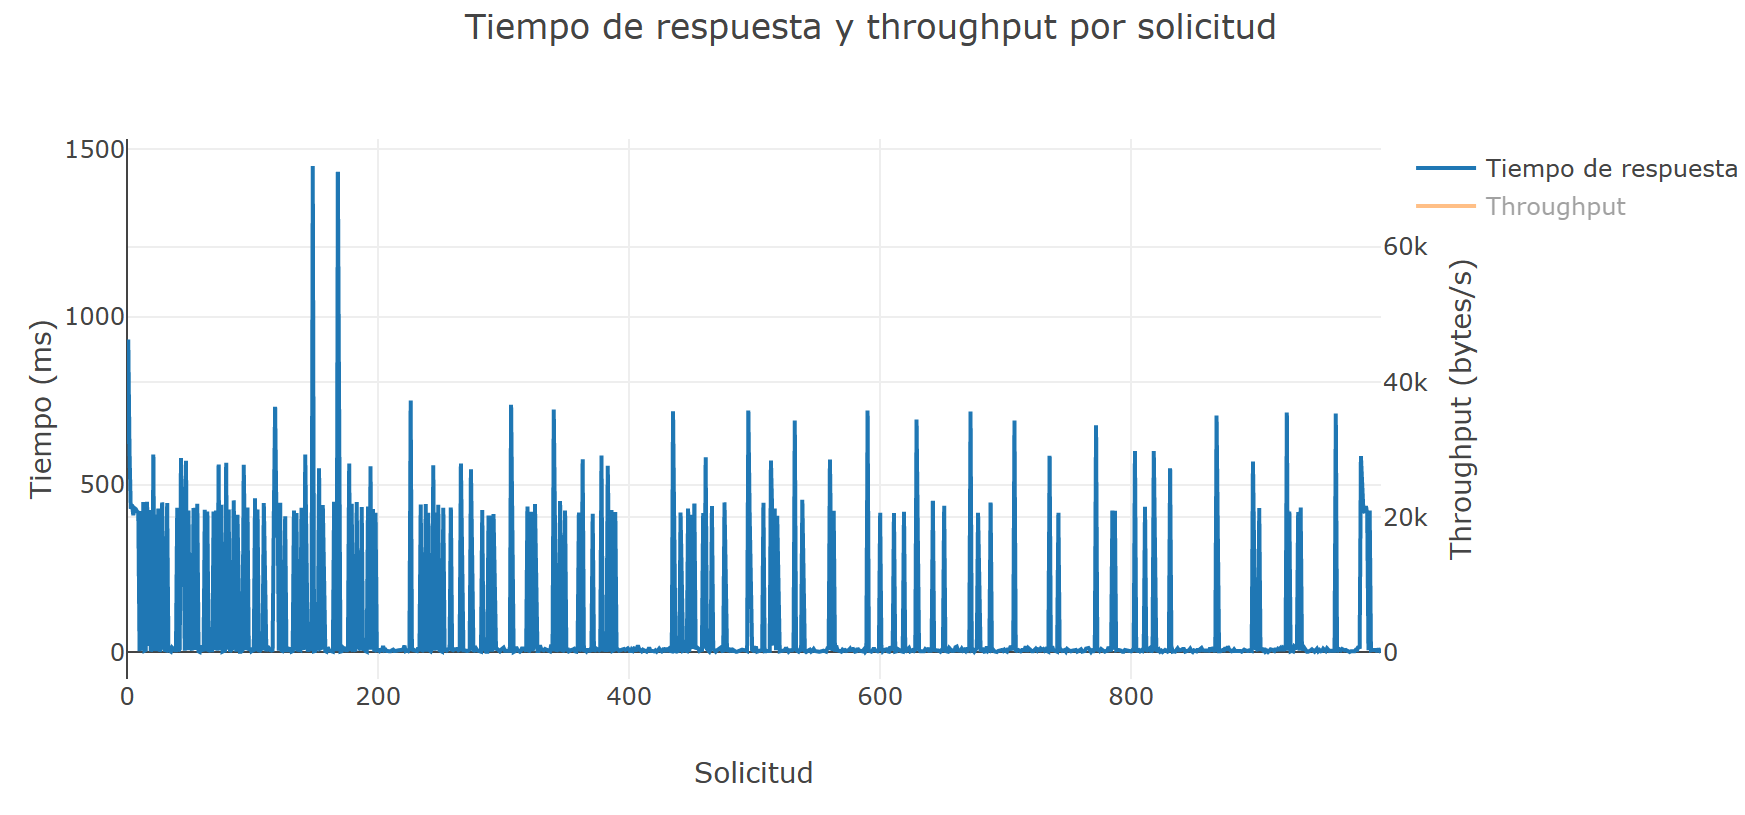 Tiempo de respuesta y throughput por solicitud
Tiempo de respuesta
Throughput
1500
1000
500
0
Tiempo (ms)
60k
40k
20k
0
Throughput (bytes/s)
0 200 400 600 800
Solicitud